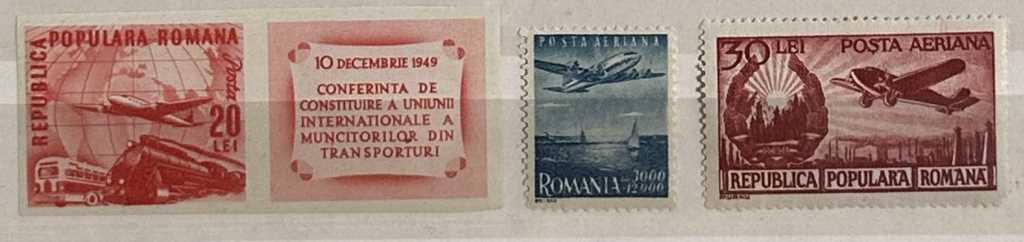 REPUBLICA POPULARA ROMANA
Posta
20
LEI
10 DECEMBRIE 1949
CONFERINTA DE
CONSTITUIRE A UNIUNII
INTERNATIONALE A
MUNCITORILOR DIN
TRANSPORTURI
POSTA AERIANA
ROMANIA
3000
+12000
30 LEI POSTA AERIANA
REPUBLICA POPULARA ROMANA
MURNU